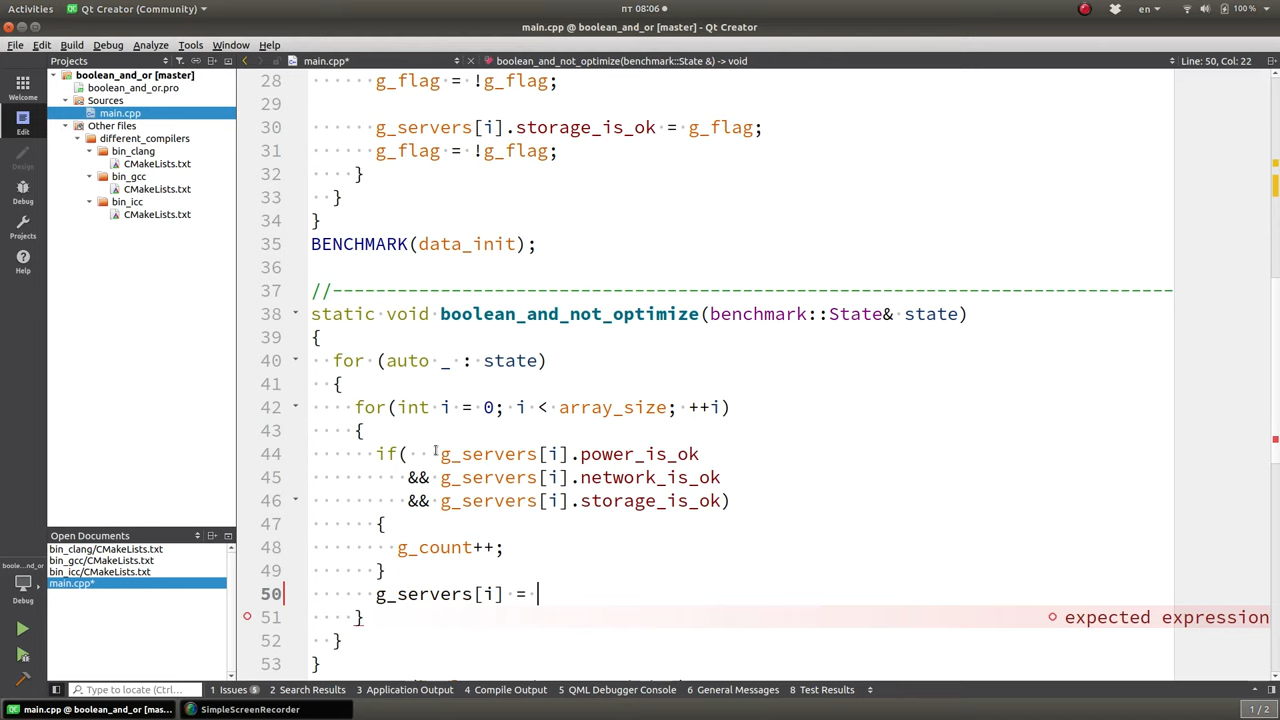 Activities Qt Creator (Community) пт 08:06 en 100 %
main.cpp @ boolean_and_or [master] - Qt Creator
File Edit Build Debug Analyze Tools Window Help
Projects main.cpp* boolean_and_not_optimize(benchmark::State &) -> void Line: 50, Col: 22
boolean_and_or [master]
boolean_and_or.pro
Sources
main.cpp
Other files
different_compilers
bin_clang
CMakeLists.txt
bin_gcc
CMakeLists.txt
bin_icc
CMakeLists.txt
Welcome
Edit
Design
Debug
Projects
Help
28 g_flag = !g_flag;
29
30 g_servers[i].storage_is_ok = g_flag;
31 g_flag = !g_flag;
32 }
33 }
34 }
35 BENCHMARK(data_init);
36
37 //------------------------------------------------------------------------------
38 static void boolean_and_not_optimize(benchmark::State& state)
39 {
40 for (auto _ : state)
41 {
42 for(int i = 0; i < array_size; ++i)
43 {
44 if( g_servers[i].power_is_ok
45 && g_servers[i].network_is_ok
46 && g_servers[i].storage_is_ok)
47 {
48 g_count++;
49 }
50 g_servers[i] =
51 } expected expression
52 }
53 }
Open Documents
bin_clang/CMakeLists.txt
bin_gcc/CMakeLists.txt
bin_icc/CMakeLists.txt
main.cpp*
boole...nd_or
Debug
Type to locate (Ctrl... 1 Issues 5 2 Search Results 3 Application Output 4 Compile Output 5 QML Debugger Console 6 General Messages 8 Test Results
main.cpp @ boolean_and_or [mas... SimpleScreenRecorder 1 / 2